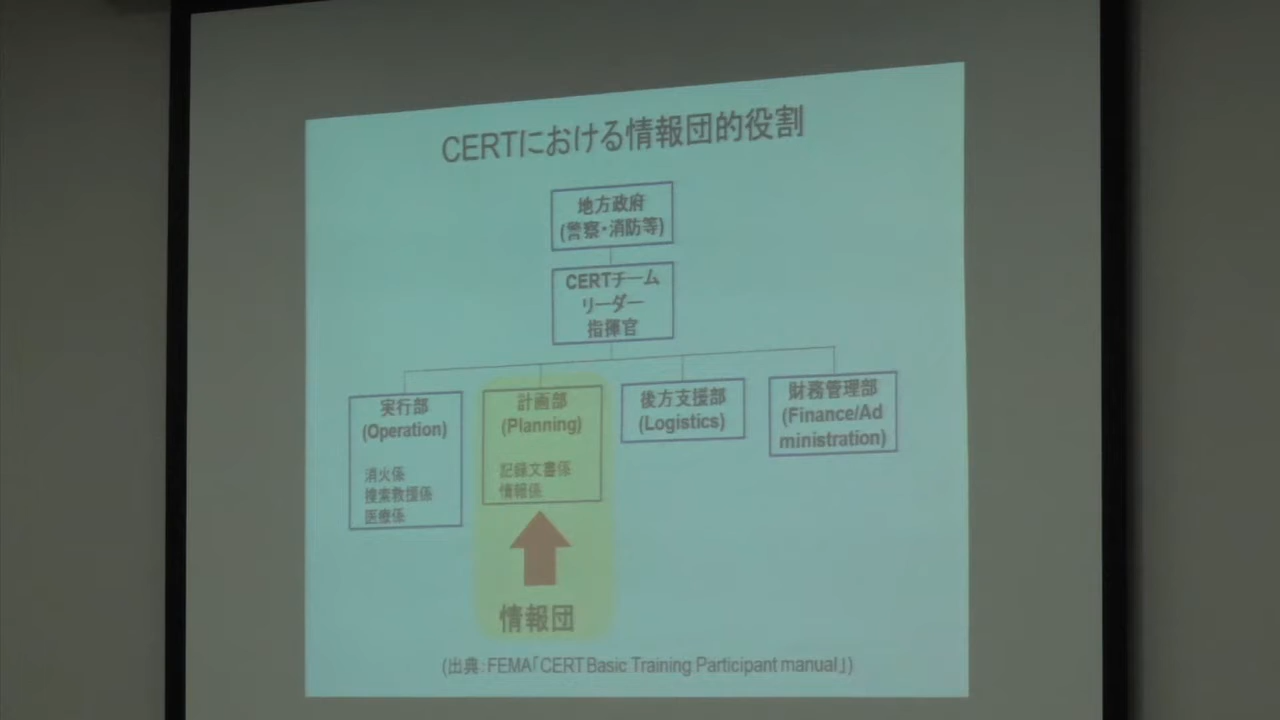 CERTにおける情報団的役割
地方政府
(警察・消防等)
CERTチーム
リーダー
指揮官
実行部
(Operation)
消火係
捜索救援係
医療係
計画部
(Planning)
記録文書係
情報係
後方支援部
(Logistics)
財務管理部
(Finance/Ad
ministration)
情報団
(出典：FEMA「CERT Basic Training Participant manual」)